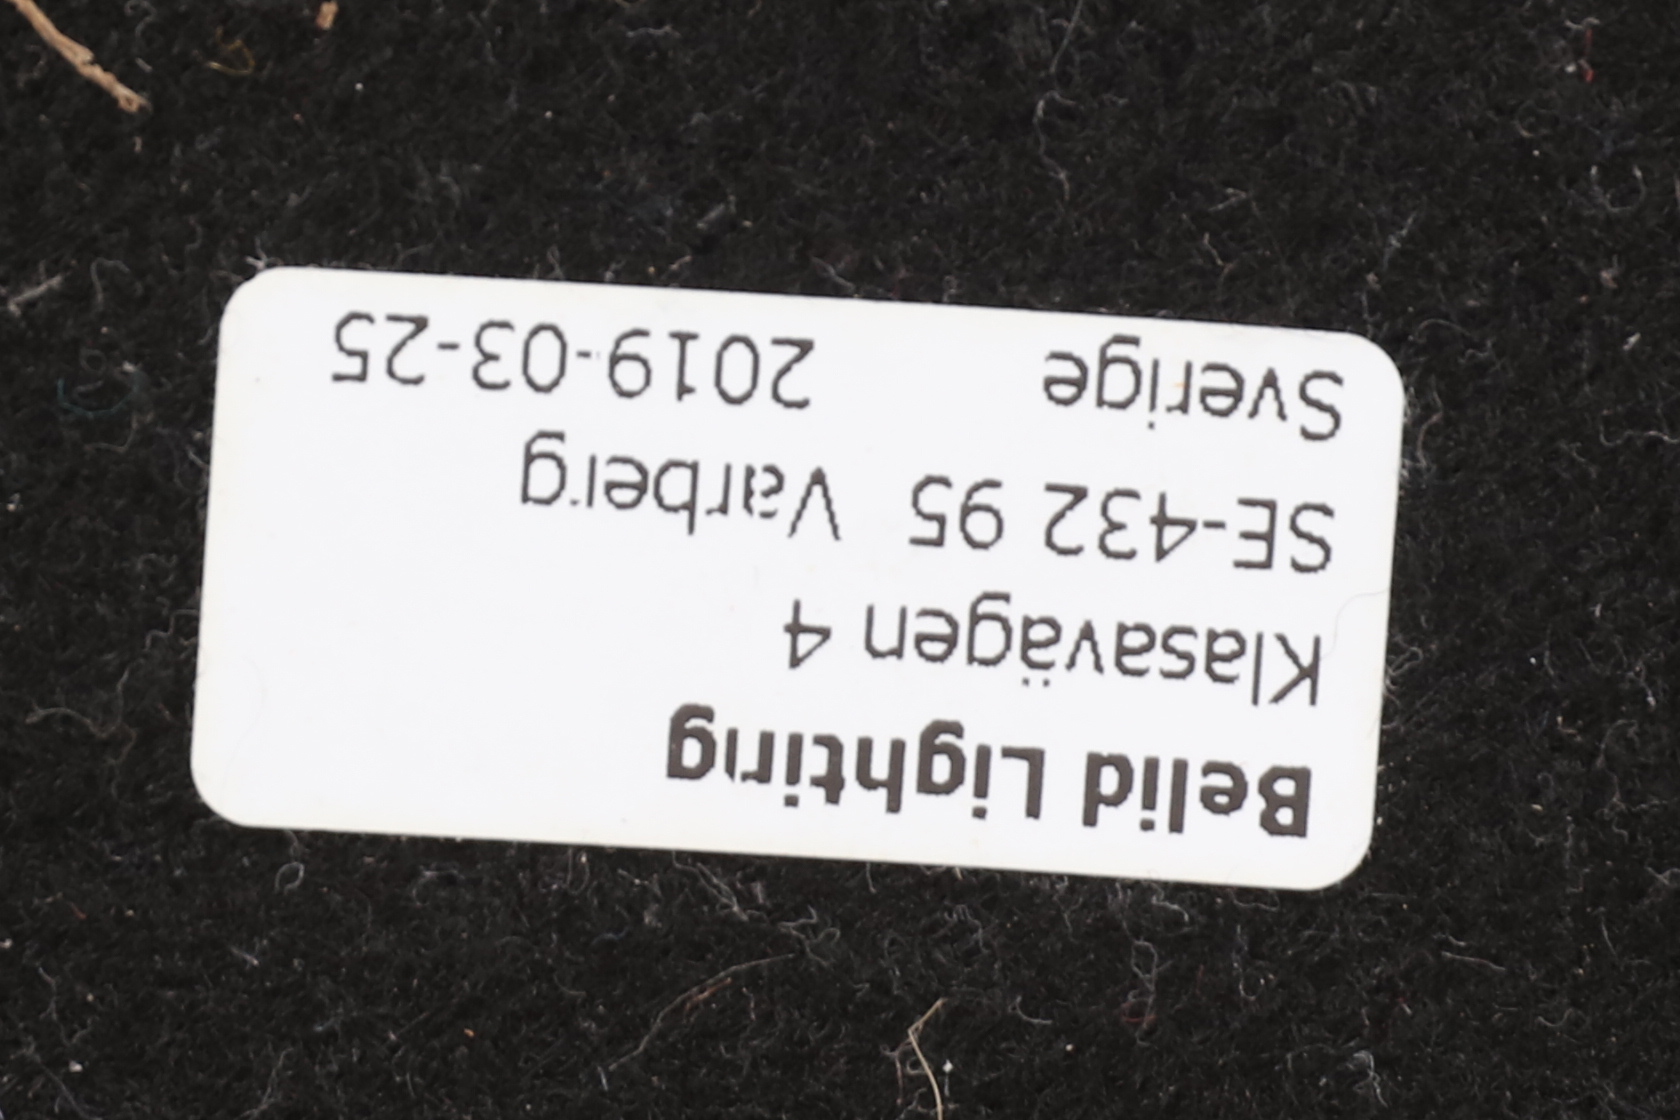 Belid Lighting
Klasavägen 4
SE-432 95 Varberg
Sverige 2019-03-25